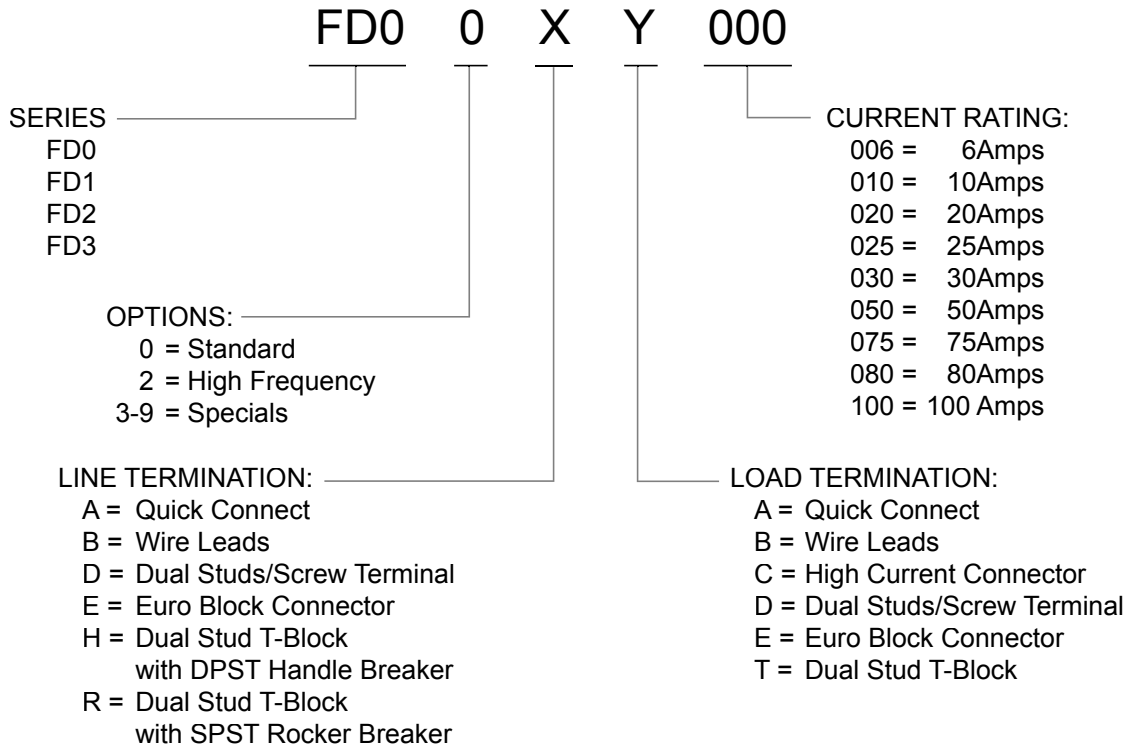 FD0 0 X Y 000
SERIES
FD0
FD1
FD2
FD3
OPTIONS:
0 = Standard
2 = High Frequency
3-9 = Specials
LINE TERMINATION:
A = Quick Connect
B = Wire Leads
D = Dual Studs/Screw Terminal
E = Euro Block Connector
H = Dual Stud T-Block
with DPST Handle Breaker
R = Dual Stud T-Block
with SPST Rocker Breaker
CURRENT RATING:
006 = 6Amps
010 = 10Amps
020 = 20Amps
025 = 25Amps
030 = 30Amps
050 = 50Amps
075 = 75Amps
080 = 80Amps
100 = 100 Amps
LOAD TERMINATION:
A = Quick Connect
B = Wire Leads
C = High Current Connector
D = Dual Studs/Screw Terminal
E = Euro Block Connector
T = Dual Stud T-Block